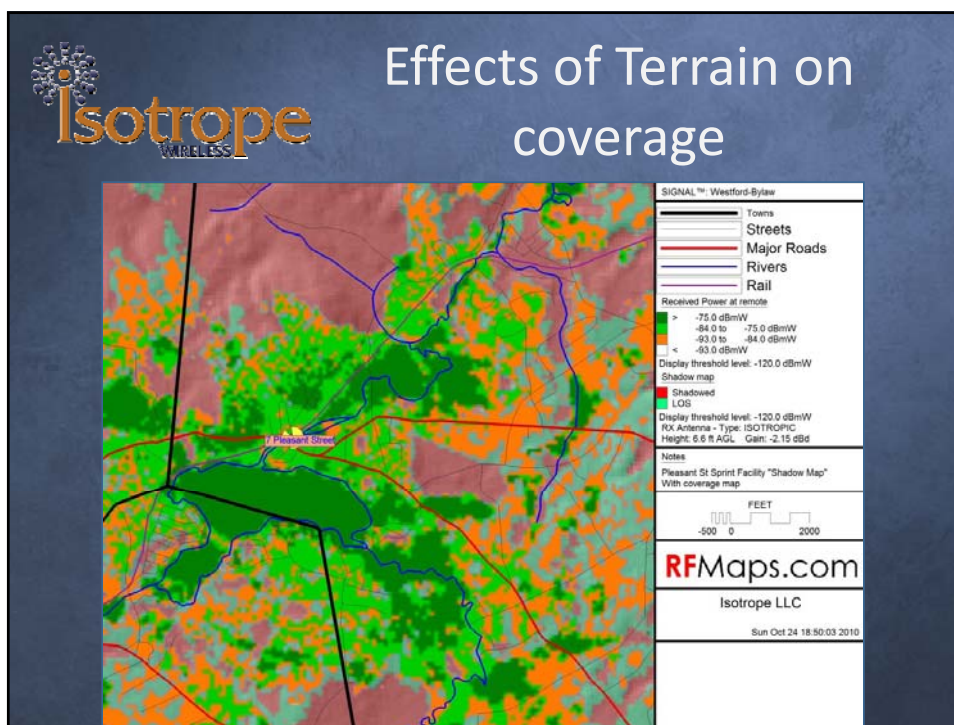 Isotrope
WIRELESS
Effects of Terrain on
coverage
7 Pleasant Street
SIGNAL™: Westford-Bylaw
Towns
Streets
Major Roads
Rivers
Rail
Received Power at remote
> -75.0 dBmW
-84.0 to -75.0 dBmW
-93.0 to -84.0 dBmW
< -93.0 dBmW
Display threshold level: -120.0 dBmW
Shadow map
Shadowed
LOS
Display threshold level: -120.0 dBmW
RX Antenna - Type: ISOTROPIC
Height: 6.6 ft AGL Gain: -2.15 dBd
Notes
Pleasant St Sprint Facility "Shadow Map"
With coverage map
FEET
-500 0 2000
RFMaps.com
Isotrope LLC
Sun Oct 24 18:50:03 2010